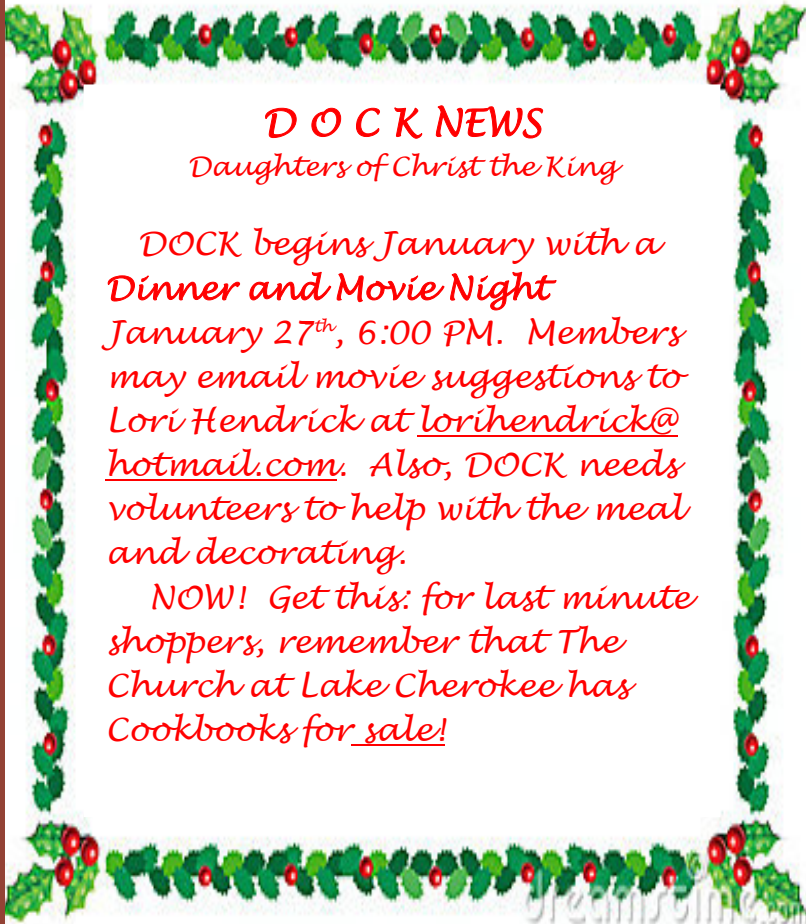 D O C K NEWS
Daughters of Christ the King
DOCK begins January with a
Dinner and Movie Night
January 27th, 6:00 PM. Members
may email movie suggestions to
Lori Hendrick at lorihendrick@
hotmail.com. Also, DOCK needs
volunteers to help with the meal
and decorating.
NOW! Get this: for last minute
shoppers, remember that The
Church at Lake Cherokee has
Cookbooks for sale!
dreamstime.com